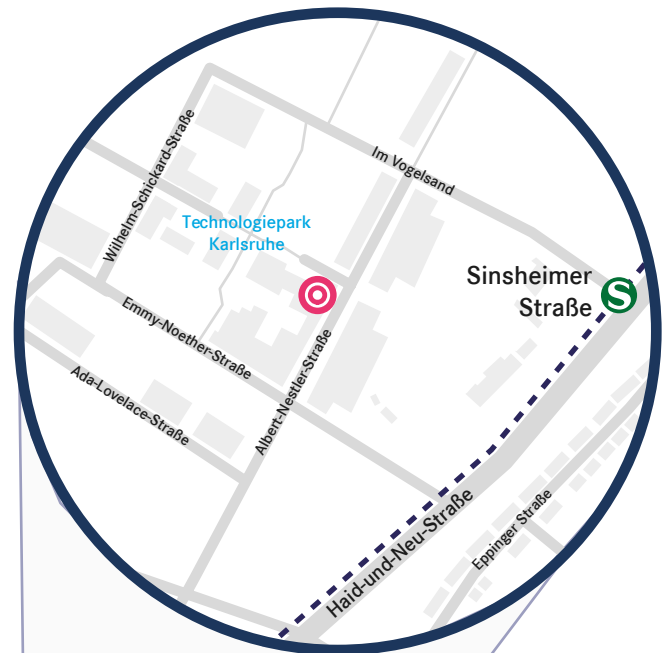 Im Vogelsand
Wilhelm-Schickard-Straße
Technologiepark
Karlsruhe
Sinsheimer
Straße
S
Emmy-Noether-Straße
Albert-Nestler-Straße
Ada-Lovelace-Straße
Haid-und-Neu-Straße
Eppinger Straße